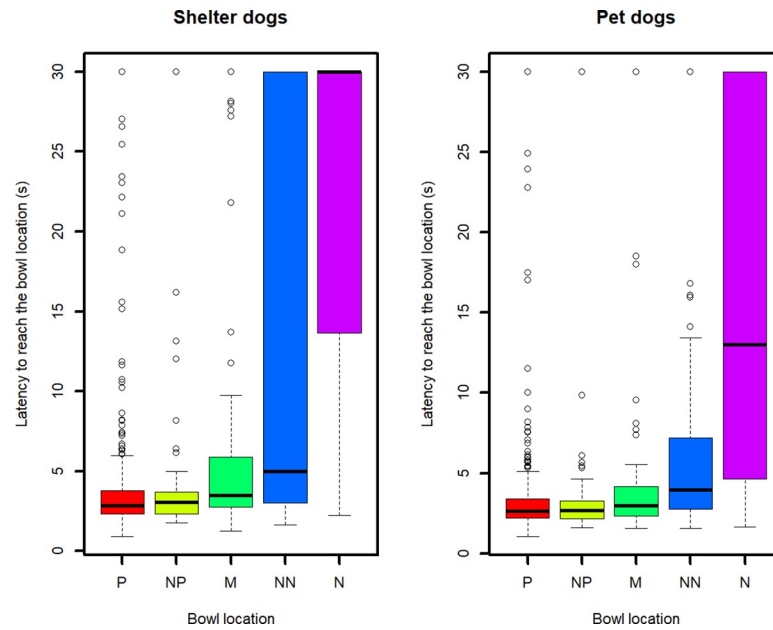 Shelter dogs
Latency to reach the bowl location (s)
30
25
20
15
10
5
0
P NP M NN N
Bowl location
Pet dogs
Latency to reach the bowl location (s)
30
25
20
15
10
5
0
P NP M NN N
Bowl location